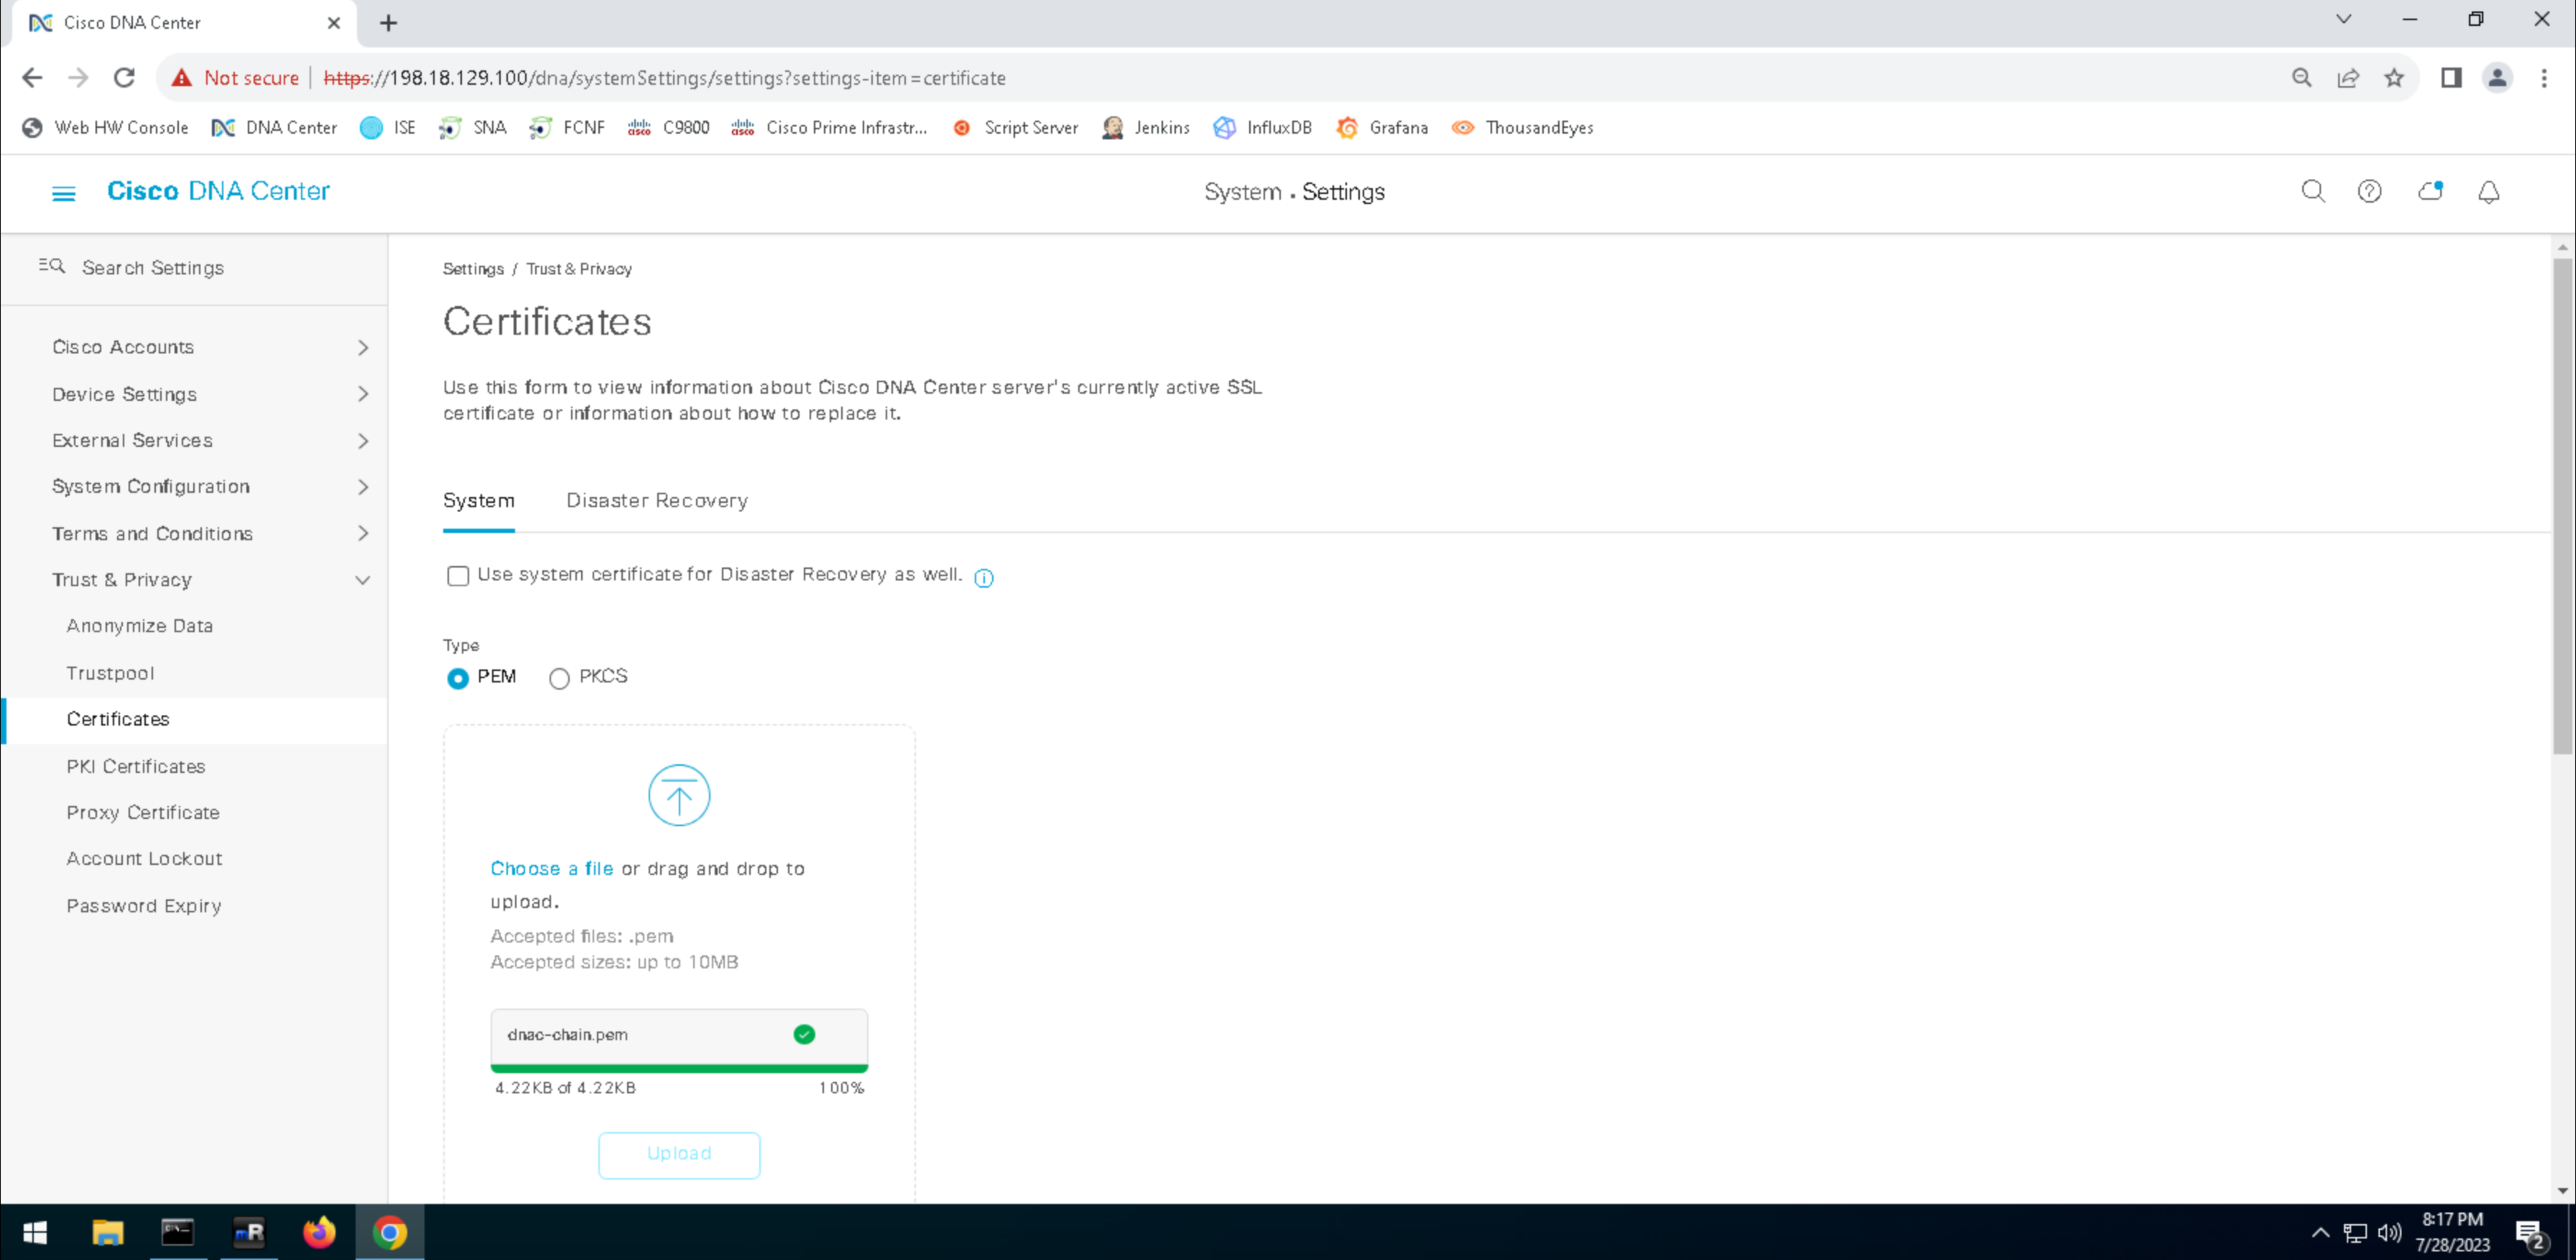 Cisco DNA Center
Not secure | https://198.18.129.100/dna/systemSettings/settings?settings-item=certificate
Web HW Console DNA Center ISE SNA FCNF C9800 Cisco Prime Infrastr... Script Server Jenkins InfluxDB Grafana ThousandEyes
Cisco DNA Center
System . Settings
Search Settings
Cisco Accounts
Device Settings
External Services
System Configuration
Terms and Conditions
Trust & Privacy
Anonymize Data
Trustpool
Certificates
PKI Certificates
Proxy Certificate
Account Lockout
Password Expiry
Settings / Trust & Privacy
Certificates
Use this form to view information about Cisco DNA Center server's currently active SSL
certificate or information about how to replace it.
System Disaster Recovery
Use system certificate for Disaster Recovery as well.
Type
PEM PKCS
Choose a file or drag and drop to
upload.
Accepted files: .pem
Accepted sizes: up to 10MB
dnac-chain.pem
4.22KB of 4.22KB 100%
Upload
mR
8:17 PM
7/28/2023
2